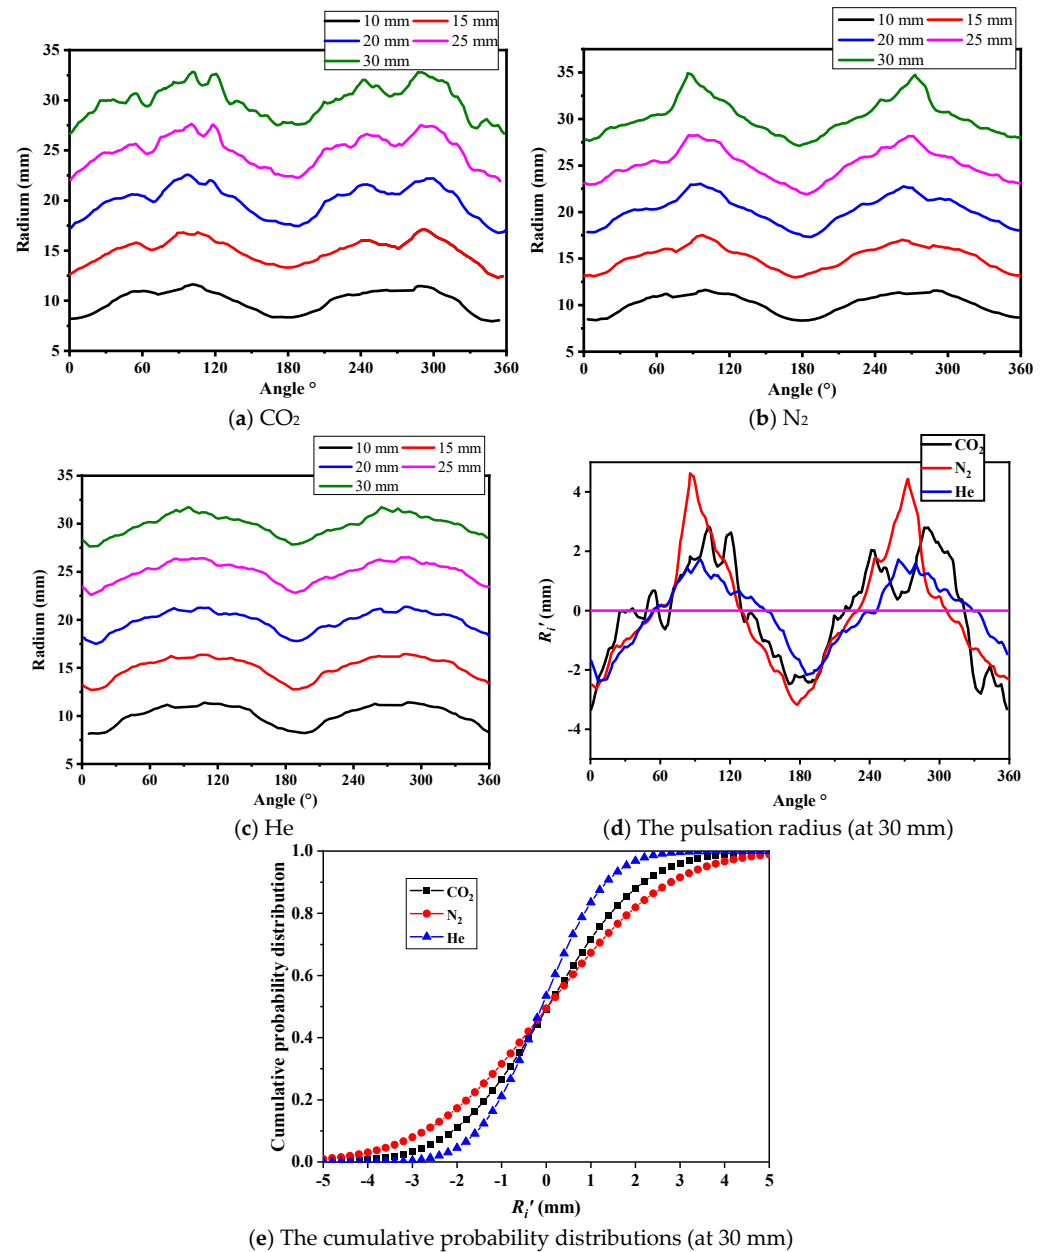 10 mm 15 mm
20 mm 25 mm
30 mm
35
30
25
20
15
10
5
Radium (mm)
0 60 120 180 240 300 360
Angle °
(a) CO₂
10 mm 15 mm
20 mm 25 mm
30 mm
35
30
25
20
15
10
5
Radium (mm)
0 60 120 180 240 300 360
Angle (°)
(b) N₂
10 mm 15 mm
20 mm 25 mm
30 mm
35
30
25
20
15
10
5
Radium (mm)
0 60 120 180 240 300 360
Angle (°)
(c) He
CO₂
N₂
He
4
2
0
-2
-4
Rᵢ′ (mm)
0 60 120 180 240 300 360
Angle °
(d) The pulsation radius (at 30 mm)
CO₂
N₂
He
1.0
0.8
0.6
0.4
0.2
0.0
Cumulative probability distribution
-5 -4 -3 -2 -1 0 1 2 3 4 5
Rᵢ′ (mm)
(e) The cumulative probability distributions (at 30 mm)